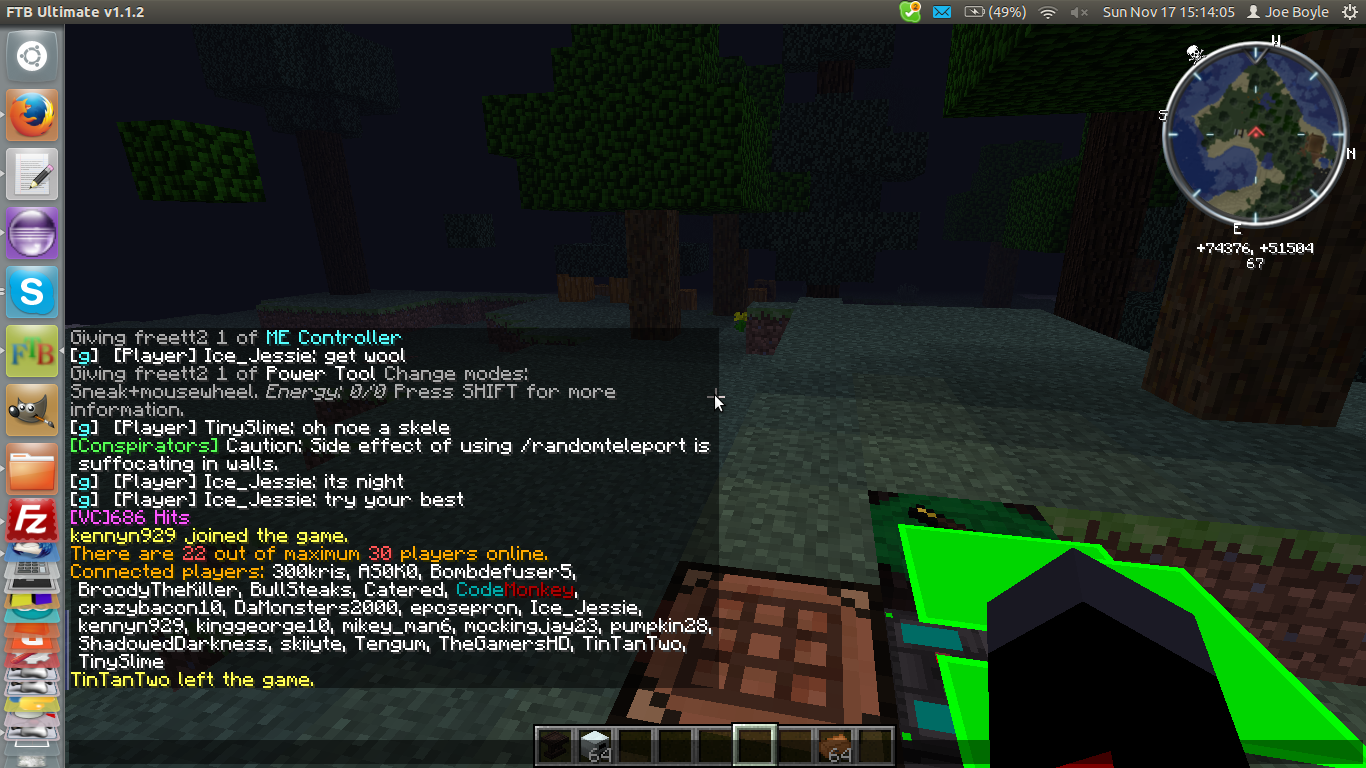 FTB Ultimate v1.1.2
2
(49%)
Sun Nov 17 15:14:05
Joe Boyle
S
FTB
Fz
W
N
E
+74376, +51504
67
Giving freett2 1 of ME Controller
[g] [Player] Ice_Jessie: get wool
Giving freett2 1 of Power Tool Change modes:
Sneak+mousewheel. Energy: 0/0 Press SHIFT for more
information.
[g] [Player] TinySlime: oh noe a skele
[Conspirators] Caution: Side effect of using /randomteleport is
suffocating in walls.
[g] [Player] Ice_Jessie: its night
[g] [Player] Ice_Jessie: try your best
[VC]686 Hits
kennyn929 joined the game.
There are 22 out of maximum 30 players online.
Connected players: 300kris, A50K0, Bombdefuser5,
BroodyTheKiller, BullSteaks, Catered, CodeMonkey,
crazybacon10, DaMonsters2000, eposepron, Ice_Jessie,
kennyn929, kinggeorge10, mikey_man6, mockingjay23, pumpkin28,
ShadowedDarkness, skiiyte, Tengum, TheGamersHD, TinTanTwo,
TinySlime
TinTanTwo left the game.
64
64